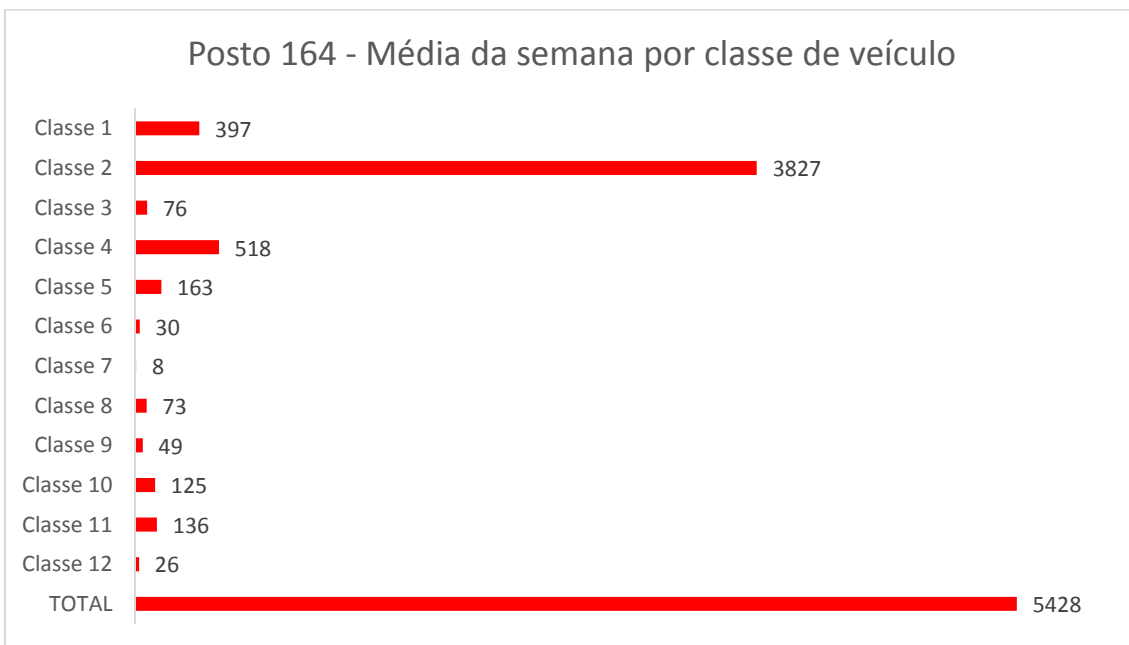 Posto 164 - Média da semana por classe de veículo
Classe 1 397
Classe 2 3827
Classe 3 76
Classe 4 518
Classe 5 163
Classe 6 30
Classe 7 8
Classe 8 73
Classe 9 49
Classe 10 125
Classe 11 136
Classe 12 26
TOTAL 5428